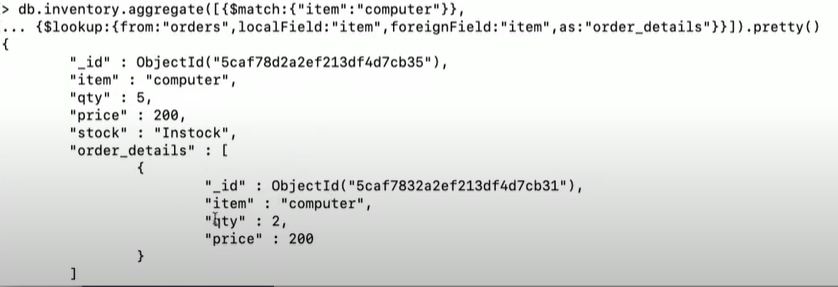 > db.inventory.aggregate([{$match:{"item":"computer"}},
... {$lookup:{from:"orders",localField:"item",foreignField:"item",as:"order_details"}}]).pretty()
{
"_id" : ObjectId("5caf78d2a2ef213df4d7cb35"),
"item" : "computer",
"qty" : 5,
"price" : 200,
"stock" : "Instock",
"order_details" : [
{
"_id" : ObjectId("5caf7832a2ef213df4d7cb31"),
"item" : "computer",
"qty" : 2,
"price" : 200
}
]